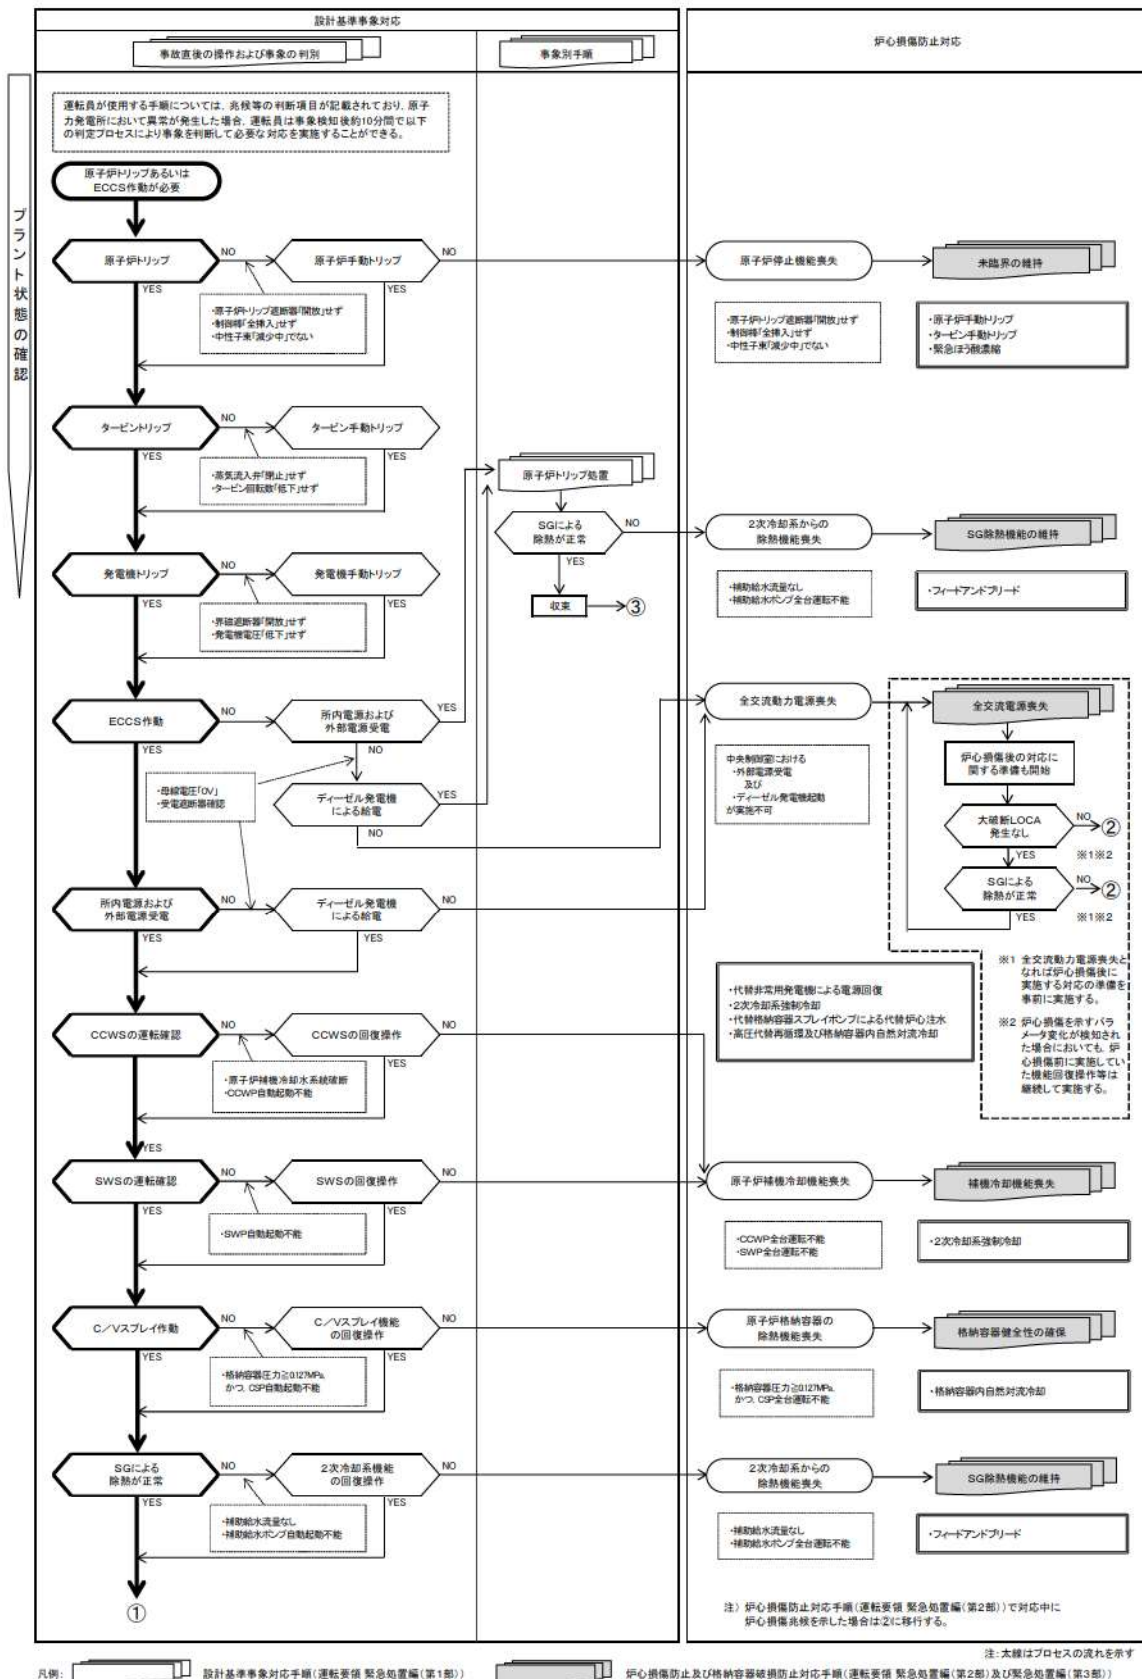 設計基準事象対応
事故直後の操作および事象の判別
事象別手順
炉心損傷防止対応
プラント状態の確認
運転員が使用する手順については、兆候等の判断項目が記載されており、原子
力発電所において異常が発生した場合、運転員は事象検知後約10分間で以下
の判定プロセスにより事象を判断して必要な対応を実施することができる。
原子炉トリップあるいは
ECCS作動が必要
原子炉トリップ
NO
YES
原子炉手動トリップ
NO
YES
・原子炉トリップ遮断器「開放」せず
・制御棒「全挿入」せず
・中性子束「減少中」でない
原子炉停止機能喪失
・原子炉トリップ遮断器「開放」せず
・制御棒「全挿入」せず
・中性子束「減少中」でない
未臨界の維持
・原子炉手動トリップ
・タービン手動トリップ
・緊急ほう酸濃縮
タービントリップ
NO
YES
タービン手動トリップ
YES
・蒸気流入弁「閉止」せず
・タービン回転数「低下」せず
原子炉トリップ処置
SGによる
除熱が正常
NO
YES
収束
③
2次冷却系からの
除熱機能喪失
・補助給水流量なし
・補助給水ポンプ全台運転不能
SG除熱機能の維持
・フィードアンドブリード
発電機トリップ
NO
YES
発電機手動トリップ
YES
・界磁遮断器「開放」せず
・発電機電圧「低下」せず
ECCS作動
NO
YES
所内電源および
外部電源受電
YES
NO
・母線電圧「0V」
・受電遮断器確認
ディーゼル発電機
による給電
YES
NO
全交流動力電源喪失
中央制御室における
・外部電源受電
及び
・ディーゼル発電機起動
が実施不可
全交流電源喪失
炉心損傷後の対応に
関する準備も開始
大破断LOCA
発生なし
NO
②
YES
※1※2
SGによる
除熱が正常
NO
②
YES
※1※2
※1 全交流動力電源喪失と
なれば炉心損傷後に
実施する対応の準備を
事前に実施する。
※2 炉心損傷を示すパラ
メータ変化が検知され
た場合においても、炉
心損傷前に実施してい
た機能回復操作等は
継続して実施する。
所内電源および
外部電源受電
NO
YES
ディーゼル発電機
による給電
NO
YES
・代替非常用発電機による電源回復
・2次冷却系強制冷却
・代替格納容器スプレイポンプによる代替炉心注水
・高圧代替再循環及び格納容器内自然対流冷却
CCWSの運転確認
NO
YES
CCWSの回復操作
NO
YES
・原子炉補機冷却水系統破断
・CCWP自動起動不能
SWSの運転確認
NO
YES
SWSの回復操作
NO
YES
・SWP自動起動不能
原子炉補機冷却機能喪失
・CCWP全台運転不能
・SWP全台運転不能
補機冷却機能喪失
・2次冷却系強制冷却
C/Vスプレイ作動
NO
YES
C/Vスプレイ機能
の回復操作
NO
YES
・格納容器圧力≧0.127MPa、
かつ、CSP自動起動不能
原子炉格納容器の
除熱機能喪失
・格納容器圧力≧0.127MPa、
かつ、CSP全台運転不能
格納容器健全性の確保
・格納容器内自然対流冷却
SGによる
除熱が正常
NO
YES
2次冷却系機能
の回復操作
NO
YES
・補助給水流量なし
・補助給水ポンプ自動起動不能
2次冷却系からの
除熱機能喪失
・補助給水流量なし
・補助給水ポンプ全台運転不能
SG除熱機能の維持
・フィードアンドブリード
①
注) 炉心損傷防止対応手順(運転要領 緊急処置編(第2部))で対応中に
炉心損傷兆候を示した場合は②に移行する。
注:太線はプロセスの流れを示す
凡例:
設計基準事象対応手順(運転要領 緊急処置編(第1部))
炉心損傷防止及び格納容器破損防止対応手順(運転要領 緊急処置編(第2部)及び緊急処置編(第3部))